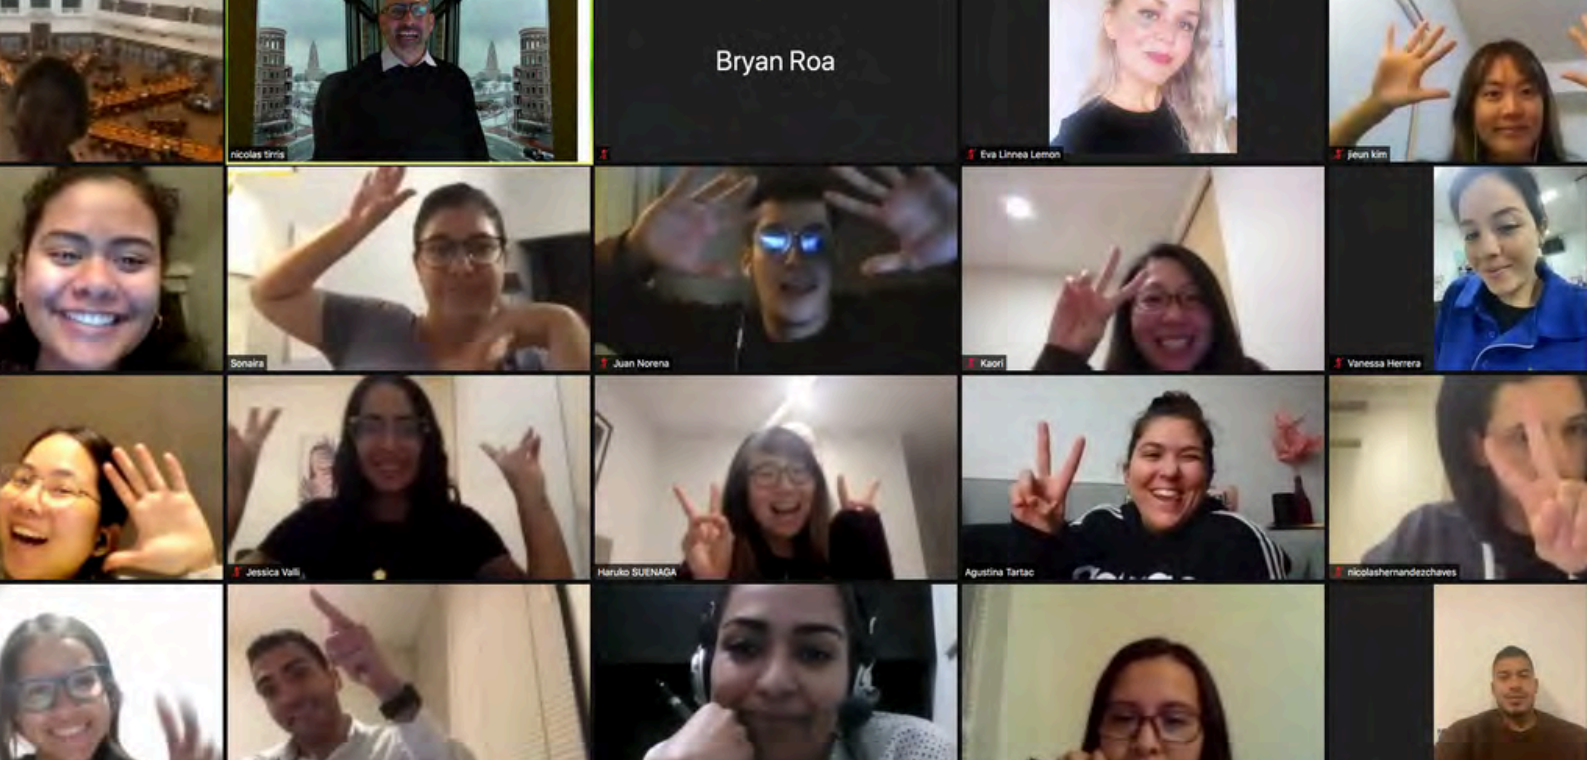 nicolas tirris
Bryan Roa
Eva Linnea Lemon
jieun kim
Sonaira
Juan Norena
Kaori
Vanessa Herrera
Jessica Valli
Haruko SUENAGA
Agustina Tartac
nicolashernandezchaves